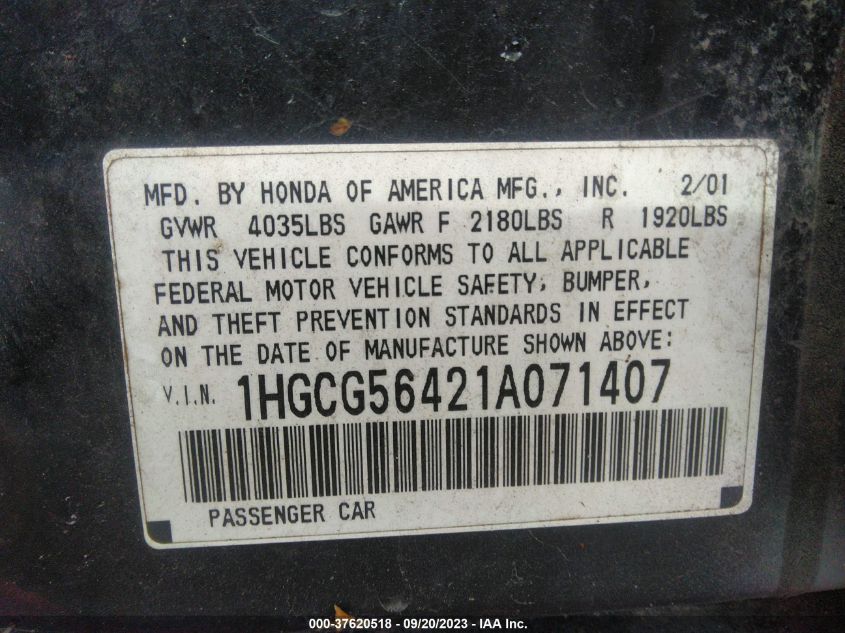 MFD. BY HONDA OF AMERICA MFG., INC. 2/01
GVWR 4035LBS GAWR F 2180LBS R 1920LBS
THIS VEHICLE CONFORMS TO ALL APPLICABLE
FEDERAL MOTOR VEHICLE SAFETY, BUMPER,
AND THEFT PREVENTION STANDARDS IN EFFECT
ON THE DATE OF MANUFACTURE SHOWN ABOVE:
V.I.N. 1HGCG56421A071407
PASSENGER CAR
000-37620518 - 09/20/2023 - IAA Inc.